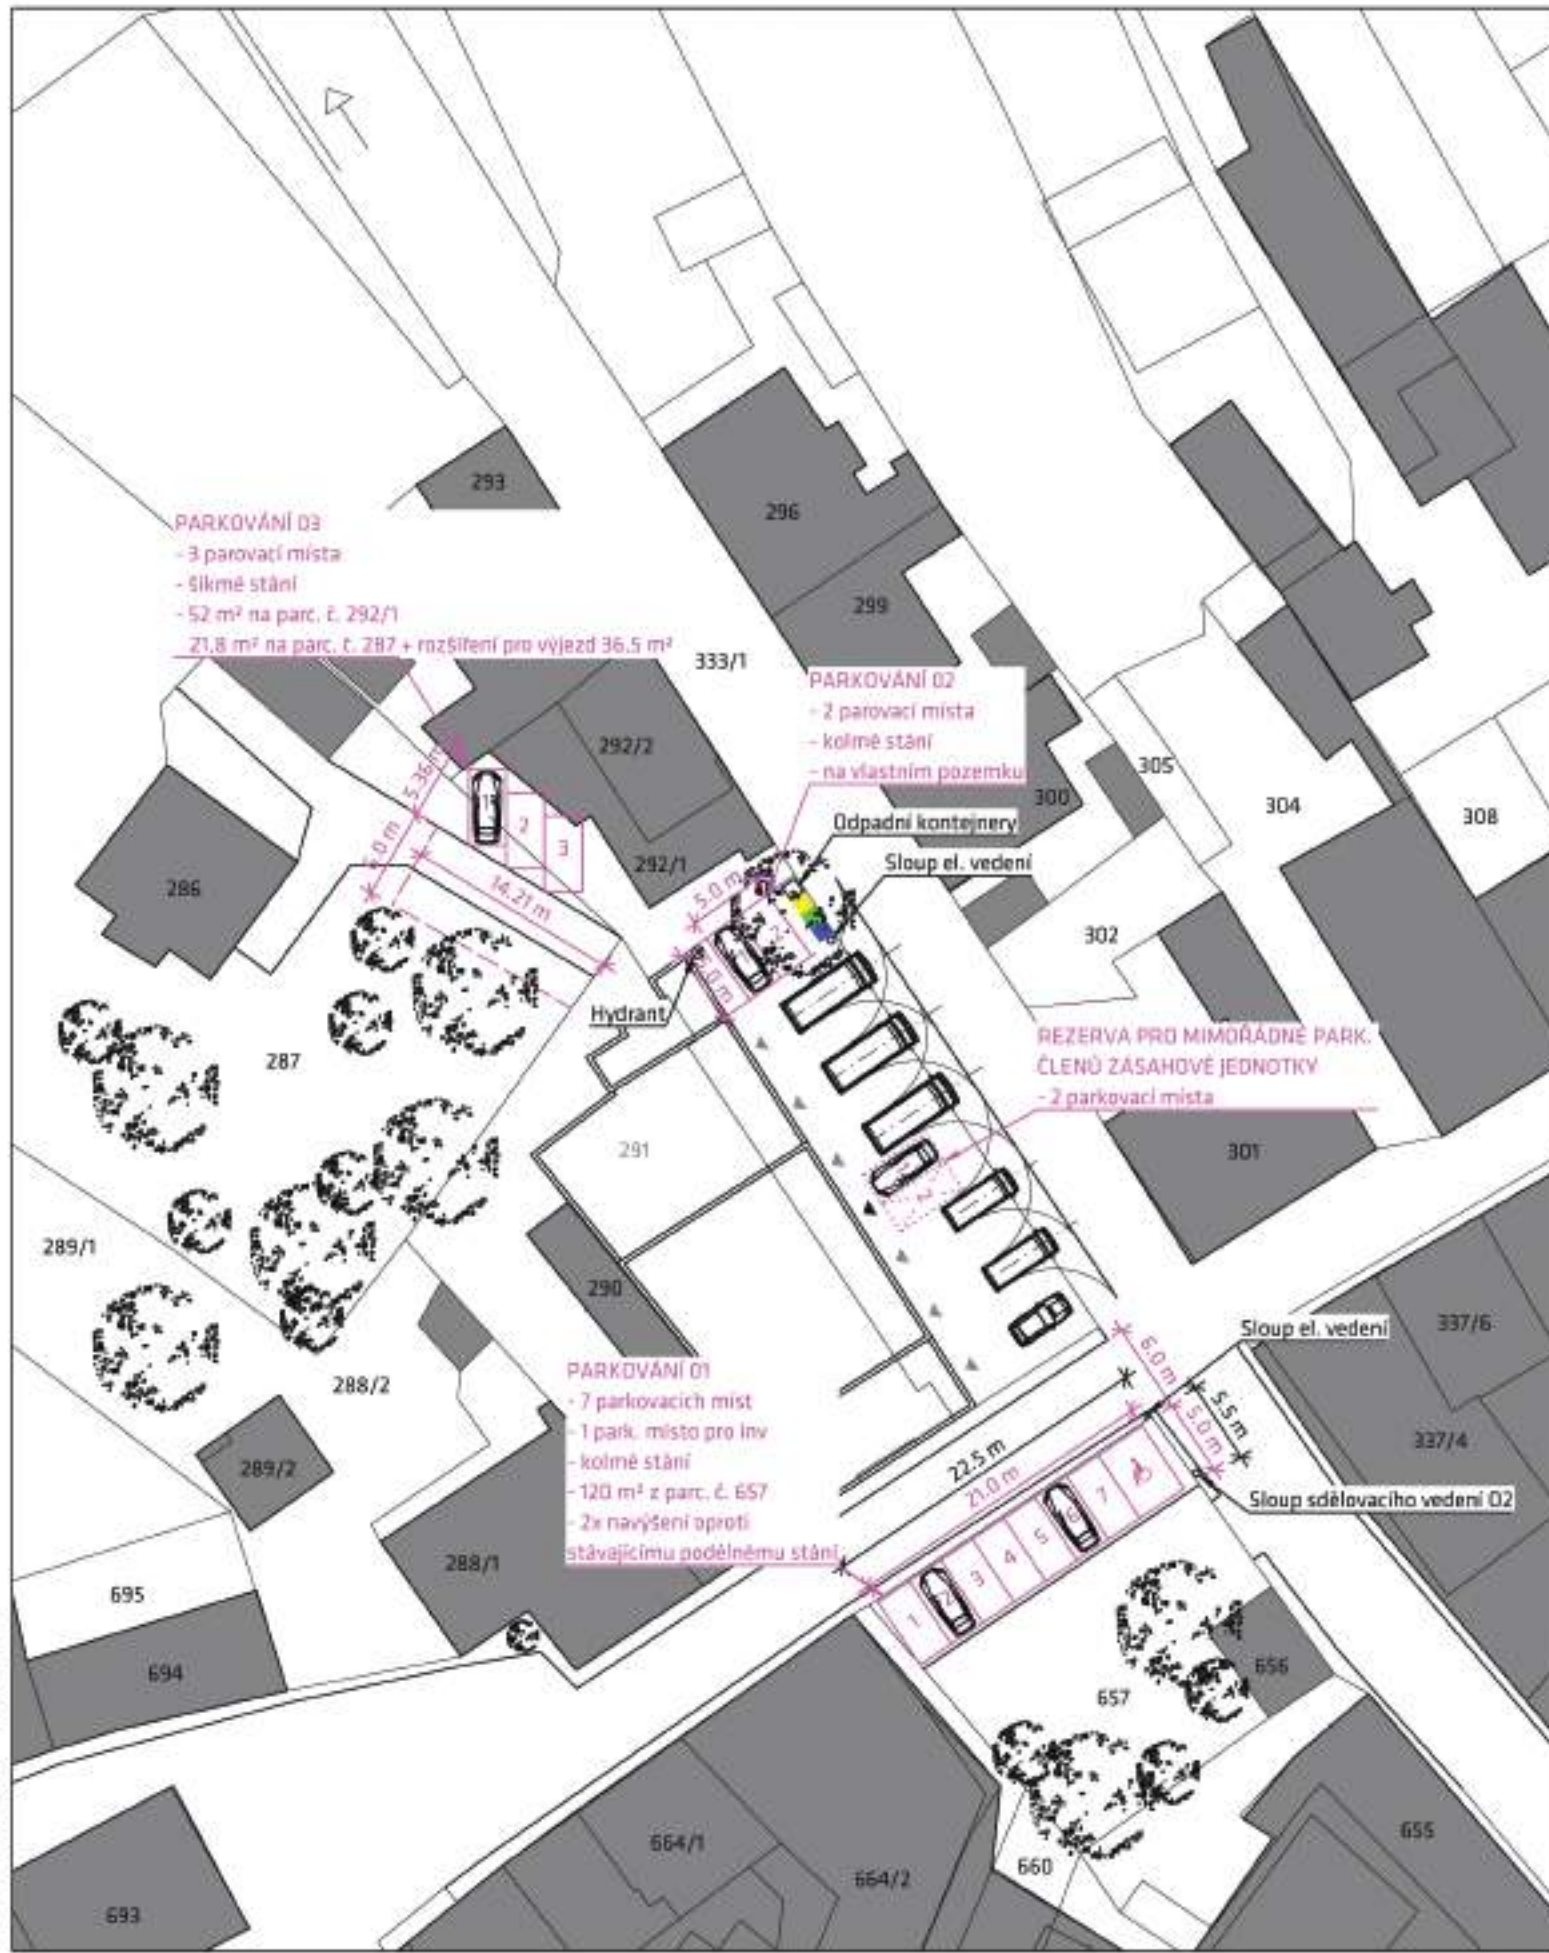 293
296
PARKOVÁNÍ 03
- 3 parovací místa
- šikmé stání
- 52 m² na parc. č. 292/1
21,8 m² na parc. č. 287 + rozšíření pro výjezd 36.5 m²
299
333/1
PARKOVÁNÍ 02
- 2 parovací místa
- kolmé stání
- na vlastním pozemku
292/2
305
300
304
308
5.36 m
1
2
3
6.0 m
Odpadní kontejnery
Sloup el. vedení
292/1
286
14.21 m
5.0 m
302
5.0 m
Hydrant
REZERVA PRO MIMOŘÁDNÉ PARK.
ČLENŮ ZÁSAHOVÉ JEDNOTKY
- 2 parkovací místa
287
291
301
2
289/1
290
288/2
Sloup el. vedení
337/6
6.0 m
5.5 m
5.0 m
PARKOVÁNÍ 01
- 7 parkovacích míst
- 1 park. místo pro inv
- kolmé stání
- 120 m² z parc. č. 657
- 2x navýšení oproti
stávajícímu podélnému stání
22.5 m
21.0 m
337/4
289/2
Sloup sdělovacího vedení O2
1
2
3
4
5
6
7
288/1
695
694
656
657
664/1
664/2
660
655
693